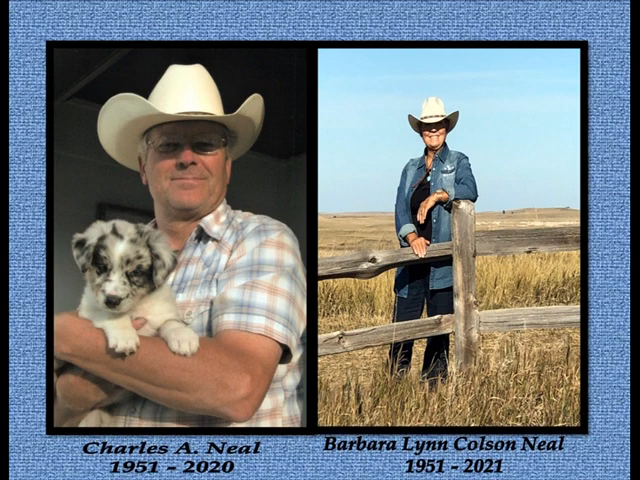 Charles A. Neal
1951 – 2020
Barbara Lynn Colson Neal
1951 - 2021